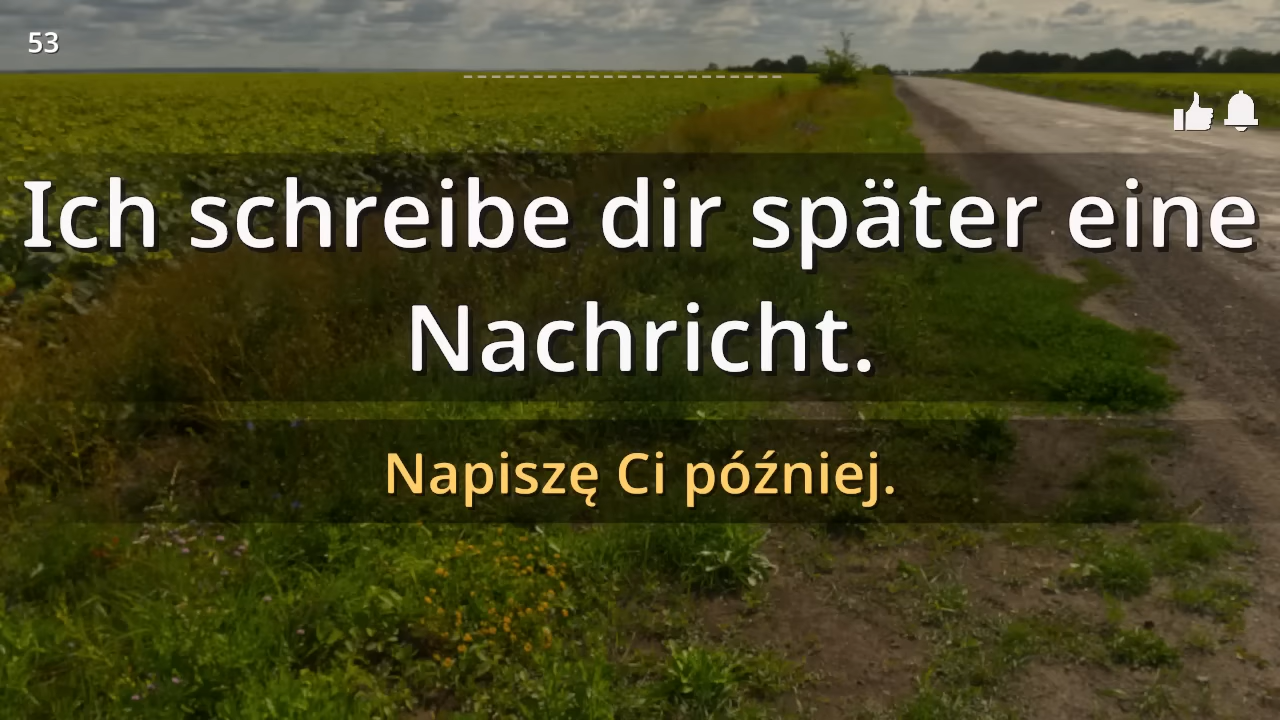 53
Ich schreibe dir später eine
Nachricht.
Napiszę Ci później.